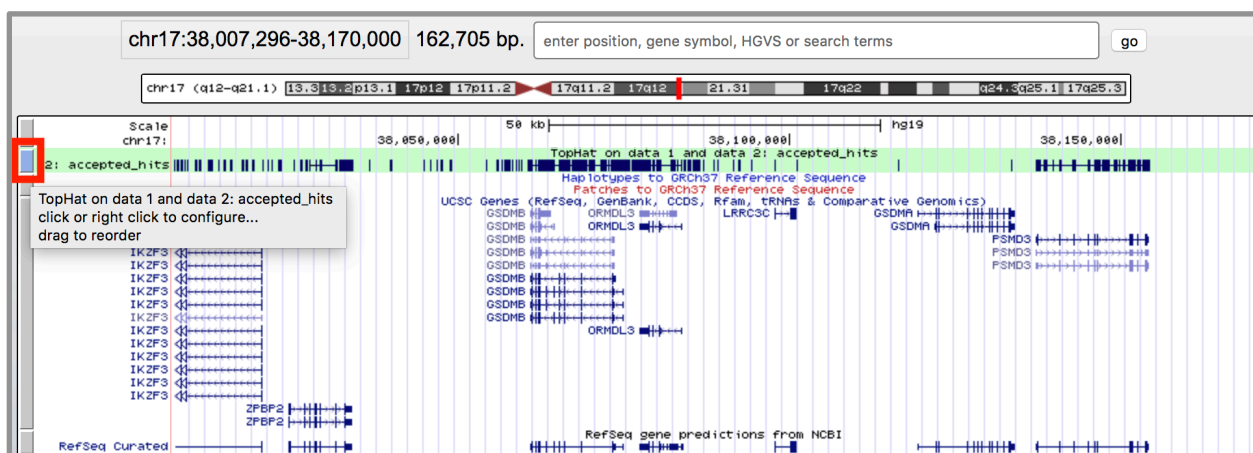 chr17:38,007,296-38,170,000 162,705 bp. enter position, gene symbol, HGVS or search terms go
chr17 (q12-q21.1) 13.3 13.2 p13.1 17p12 17p11.2 17q11.2 17q12 21.31 17q22 q24.3 q25.1 17q25.3
Scale 50 kb hg19
chr17: 38,050,000 38,100,000 38,150,000
TopHat on data 1 and data 2: accepted_hits
2: accepted_hits
Haplotypes to GRCh37 Reference Sequence
Patches to GRCh37 Reference Sequence
TopHat on data 1 and data 2: accepted_hits
click or right click to configure...
drag to reorder
UCSC Genes (RefSeq, GenBank, CCDS, Rfam, tRNAs & Comparative Genomics)
GSDMB ORMDL3 LRRC3C GSDMA
GSDMB ORMDL3 GSDMA
GSDMB PSMD3
IKZF3 GSDMB PSMD3
IKZF3 GSDMB PSMD3
IKZF3 GSDMB
IKZF3 GSDMB
IKZF3 GSDMB
IKZF3 GSDMB
IKZF3 ORMDL3
IKZF3
IKZF3
IKZF3
IKZF3
IKZF3
ZPBP2
ZPBP2
RefSeq gene predictions from NCBI
RefSeq Curated